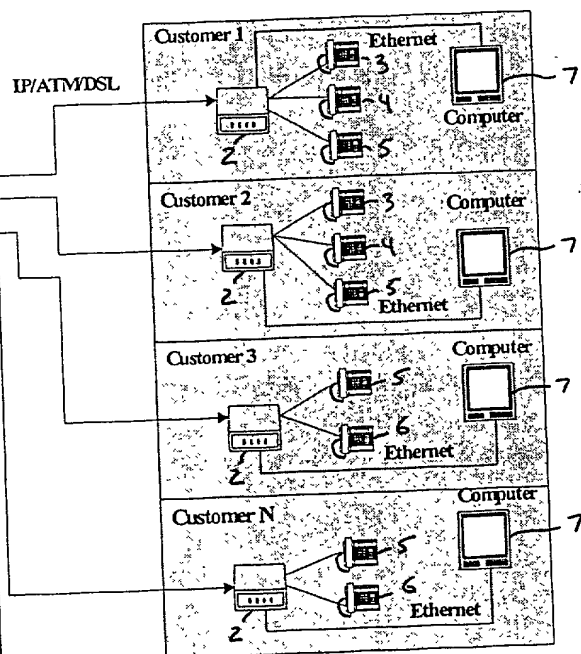 Customer 1
Ethernet
3
IP/ATM/DSL
4
7
Computer
2
5
Customer 2
3
Computer
4
7
2
5
Ethernet
Customer 3
Computer
5
7
6
2
Ethernet
Customer N
Computer
5
7
6
2
Ethernet